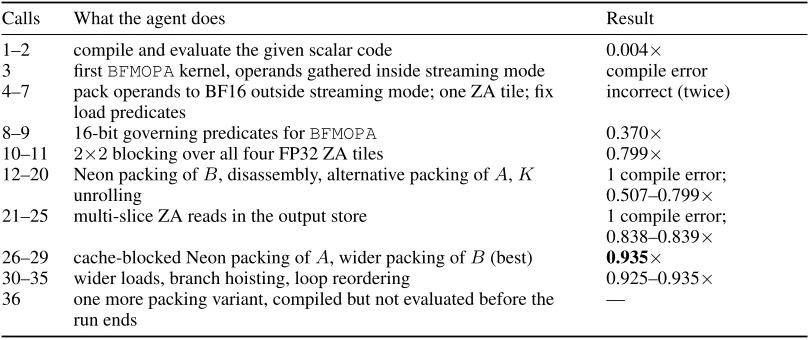 Calls What the agent does Result
1–2 compile and evaluate the given scalar code 0.004×
3 first BFMOPA kernel, operands gathered inside streaming mode compile error
4–7 pack operands to BF16 outside streaming mode; one ZA tile; fix incorrect (twice)
load predicates
8–9 16-bit governing predicates for BFMOPA 0.370×
10–11 2×2 blocking over all four FP32 ZA tiles 0.799×
12–20 Neon packing of B, disassembly, alternative packing of A, K 1 compile error;
unrolling 0.507–0.799×
21–25 multi-slice ZA reads in the output store 1 compile error;
0.838–0.839×
26–29 cache-blocked Neon packing of A, wider packing of B (best) 0.935×
30–35 wider loads, branch hoisting, loop reordering 0.925–0.935×
36 one more packing variant, compiled but not evaluated before the —
run ends